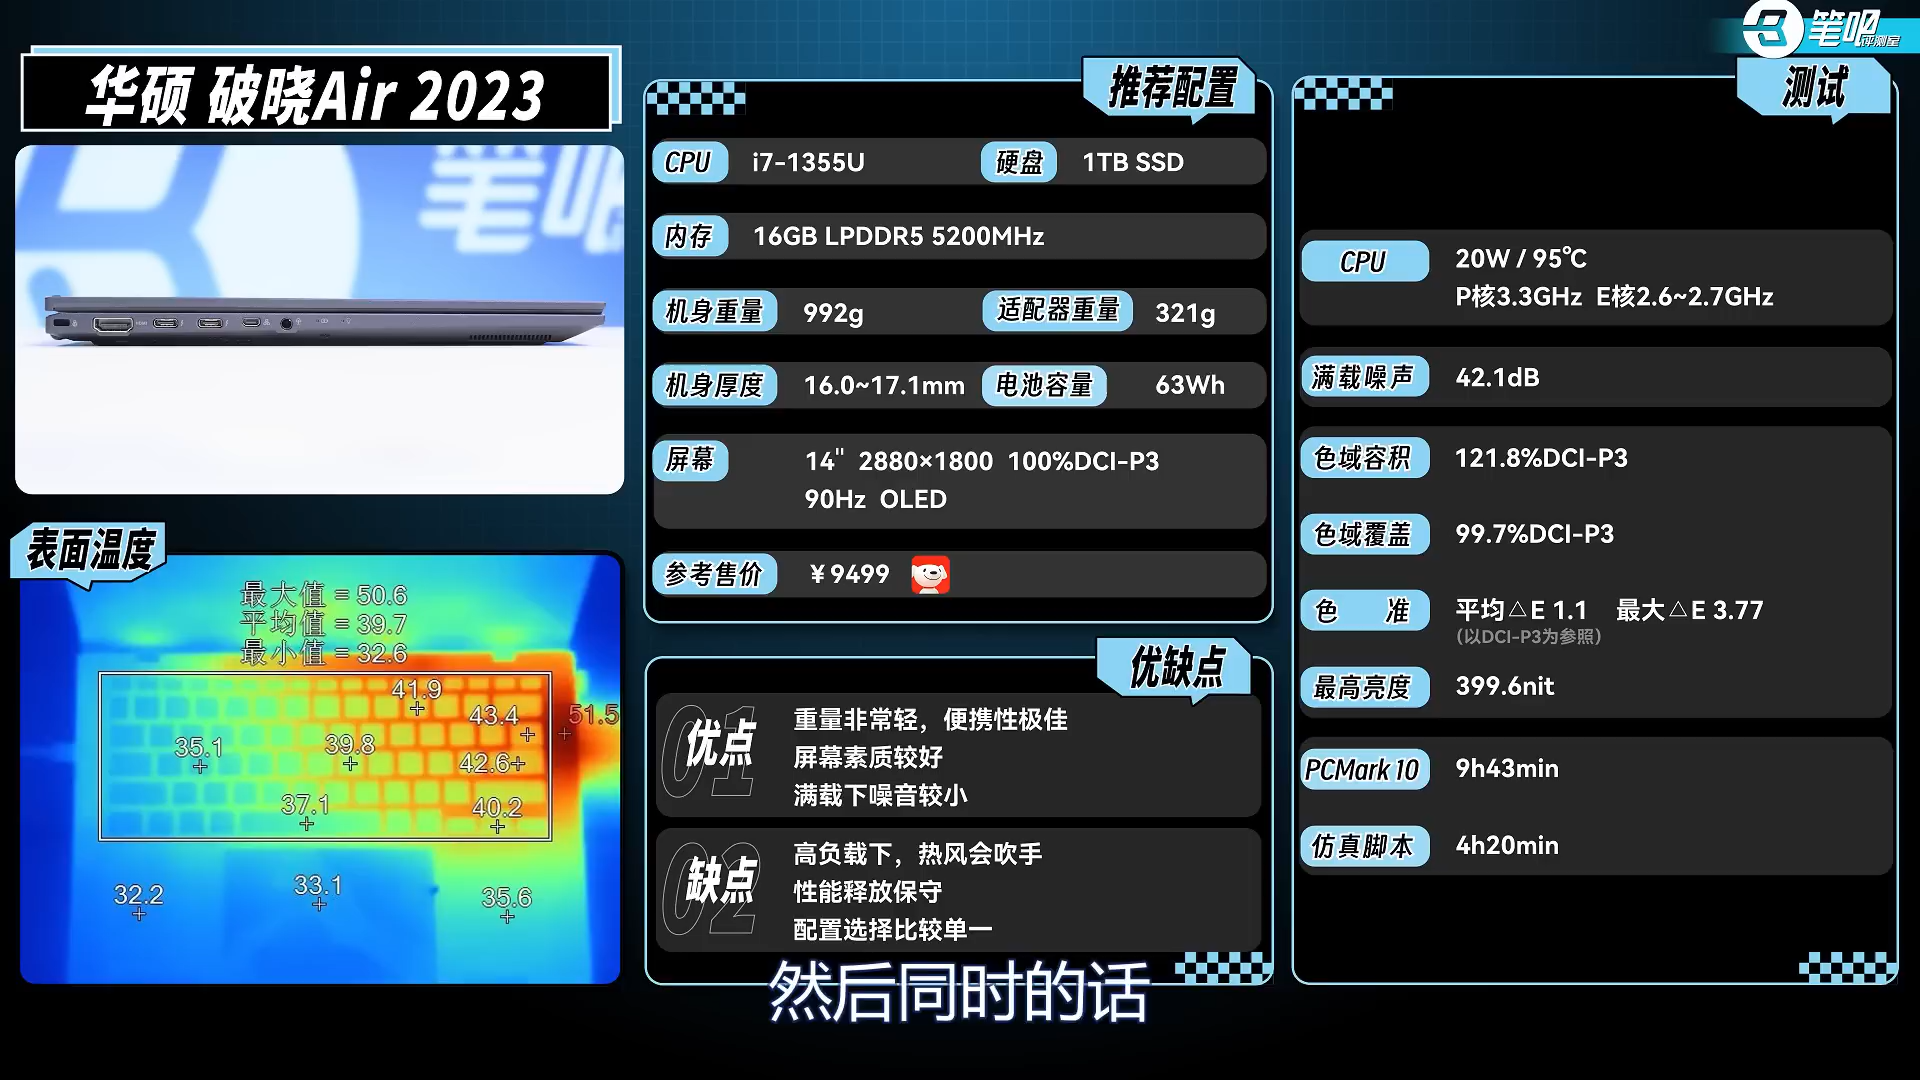 笔吧评测室
华硕 破晓Air 2023
笔吧
表面温度
最大值 = 50.6
平均值 = 39.7
最小值 = 32.6
41.9
43.4
51.5
35.1
39.8
42.6
37.1
40.2
32.2
33.1
35.6
推荐配置
CPU i7-1355U 硬盘 1TB SSD
内存 16GB LPDDR5 5200MHz
机身重量 992g 适配器重量 321g
机身厚度 16.0~17.1mm 电池容量 63Wh
屏幕 14" 2880×1800 100%DCI-P3
90Hz OLED
参考售价 ¥9499
优缺点
01 优点
重量非常轻，便携性极佳
屏幕素质较好
满载下噪音较小
02 缺点
高负载下，热风会吹手
性能释放保守
配置选择比较单一
测试
CPU 20W / 95℃
P核3.3GHz E核2.6~2.7GHz
满载噪声 42.1dB
色域容积 121.8%DCI-P3
色域覆盖 99.7%DCI-P3
色准 平均△E 1.1 最大△E 3.77
(以DCI-P3为参照)
最高亮度 399.6nit
PCMark 10 9h43min
仿真脚本 4h20min
然后同时的话